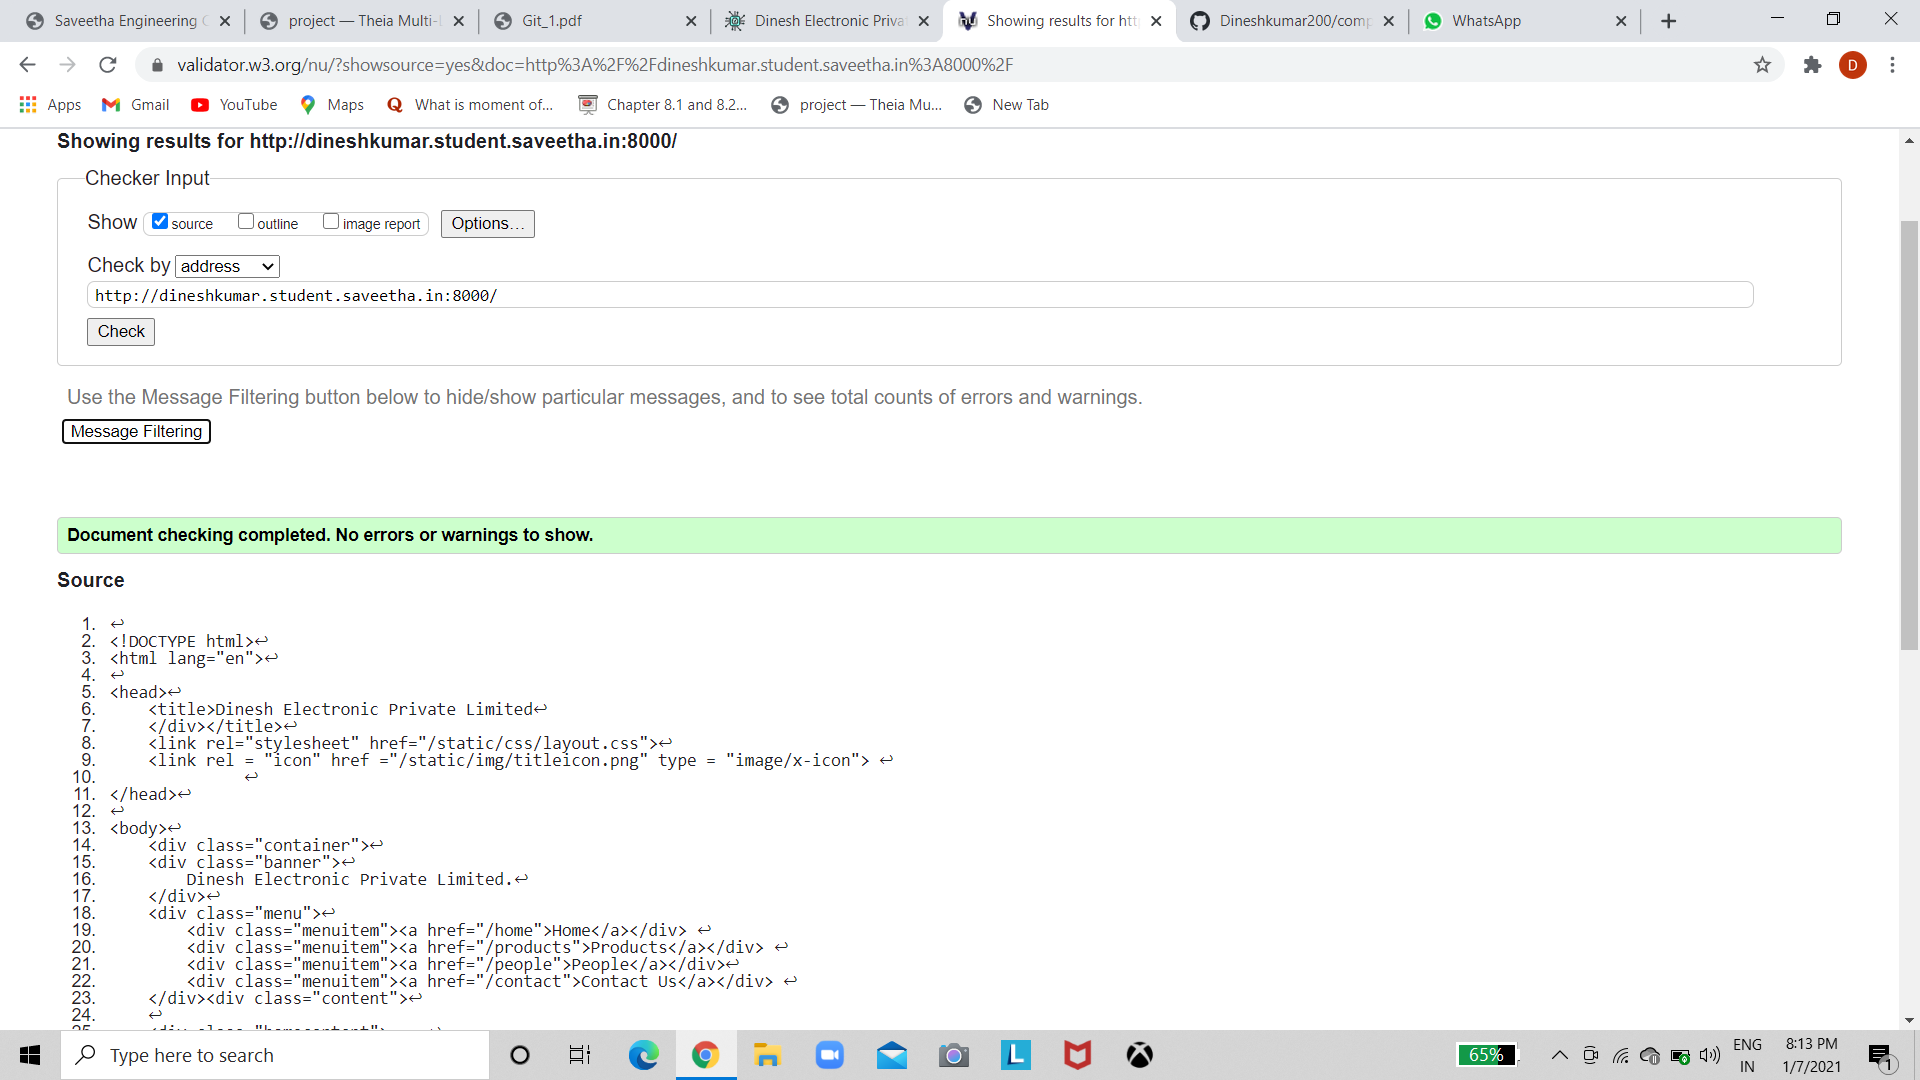 Saveetha Engineering
project — Theia Multi-
Git_1.pdf
Dinesh Electronic Priva
Showing results for htt
Dineshkumar200/comp
WhatsApp
validator.w3.org/nu/?showsource=yes&doc=http%3A%2F%2Fdineshkumar.student.saveetha.in%3A8000%2F
D
Apps
Gmail
YouTube
Maps
What is moment of...
Chapter 8.1 and 8.2...
project — Theia Mu...
New Tab
Showing results for http://dineshkumar.student.saveetha.in:8000/
Checker Input
Show source outline image report Options...
Check by address
http://dineshkumar.student.saveetha.in:8000/
Check
Use the Message Filtering button below to hide/show particular messages, and to see total counts of errors and warnings.
Message Filtering
Document checking completed. No errors or warnings to show.
Source
1. ↩
2. <!DOCTYPE html>↩
3. <html lang="en">↩
4. ↩
5. <head>↩
6. <title>Dinesh Electronic Private Limited↩
7. </div></title>↩
8. <link rel="stylesheet" href="/static/css/layout.css">↩
9. <link rel = "icon" href ="/static/img/titleicon.png" type = "image/x-icon"> ↩
10. ↩
11. </head>↩
12. ↩
13. <body>↩
14. <div class="container">↩
15. <div class="banner">↩
16. Dinesh Electronic Private Limited.↩
17. </div>↩
18. <div class="menu">↩
19. <div class="menuitem"><a href="/home">Home</a></div> ↩
20. <div class="menuitem"><a href="/products">Products</a></div> ↩
21. <div class="menuitem"><a href="/people">People</a></div>↩
22. <div class="menuitem"><a href="/contact">Contact Us</a></div> ↩
23. </div><div class="content">↩
24. ↩
25. <div class="homecontent"> ↩
Type here to search
L
65%
ENG
IN
8:13 PM
1/7/2021
1